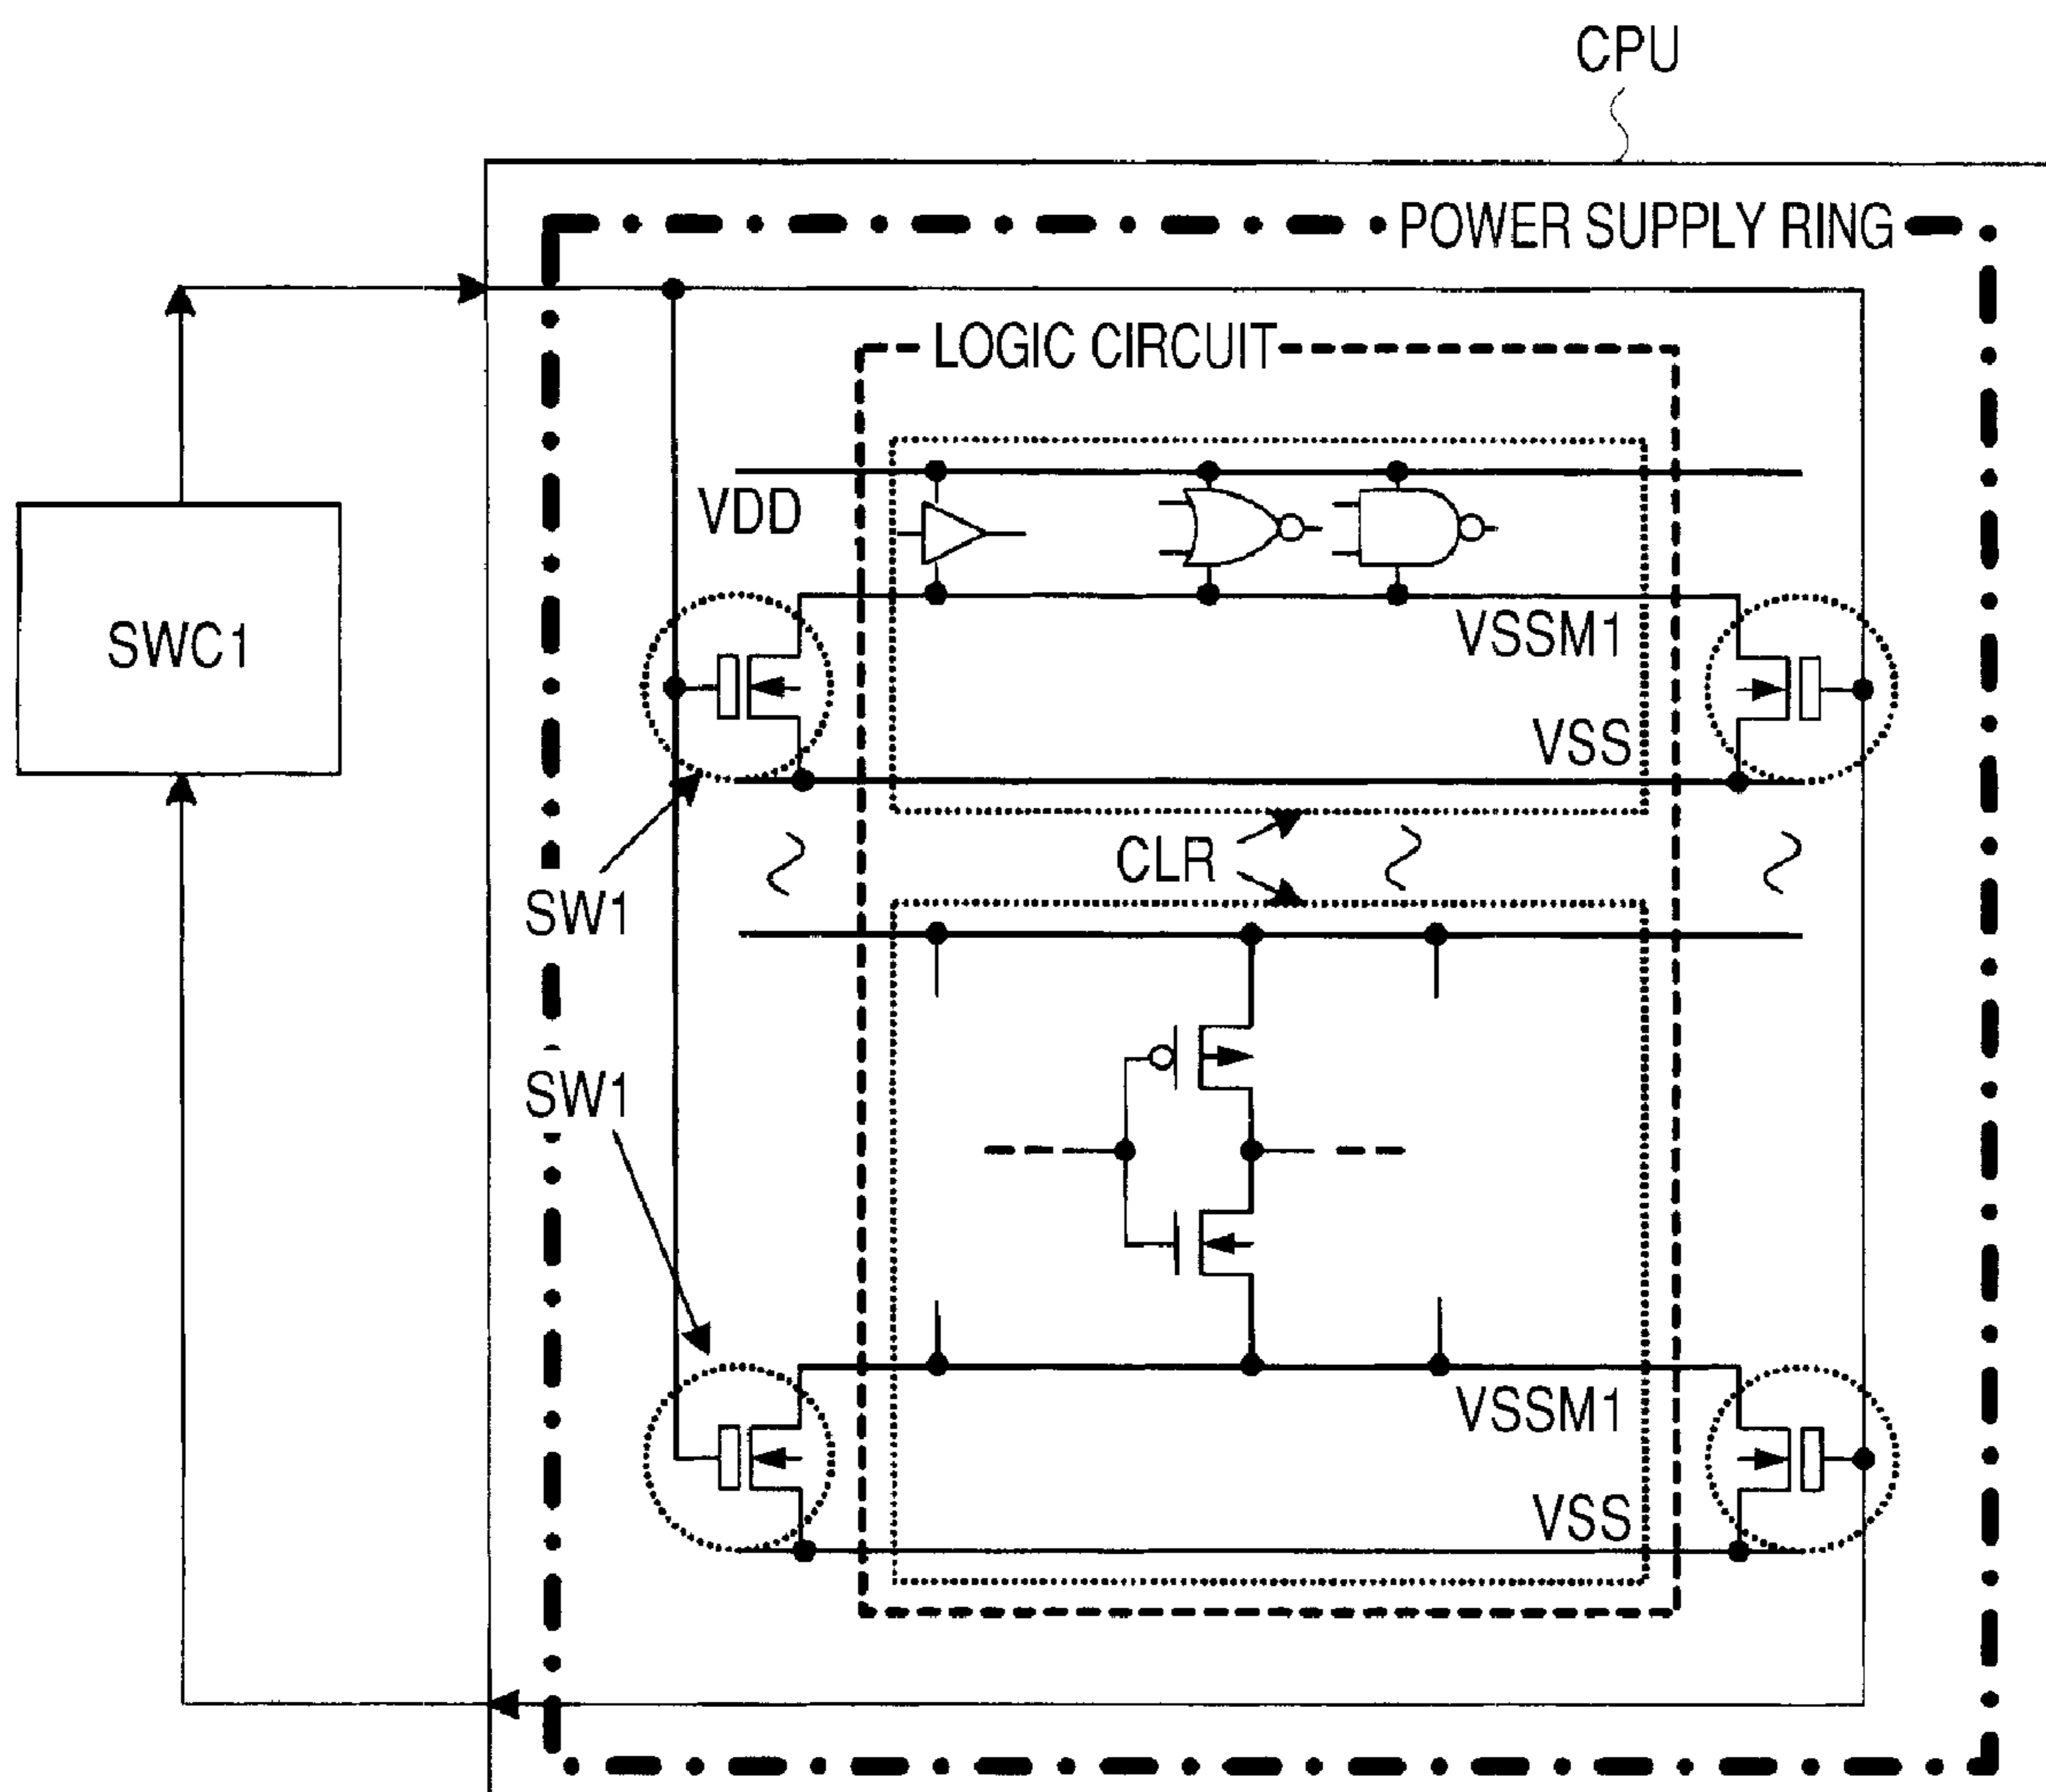 CPU
POWER SUPPLY RING
LOGIC CIRCUIT
VDD
SWC1
VSSM1
VSS
CLR
SW1
SW1
VSSM1
VSS